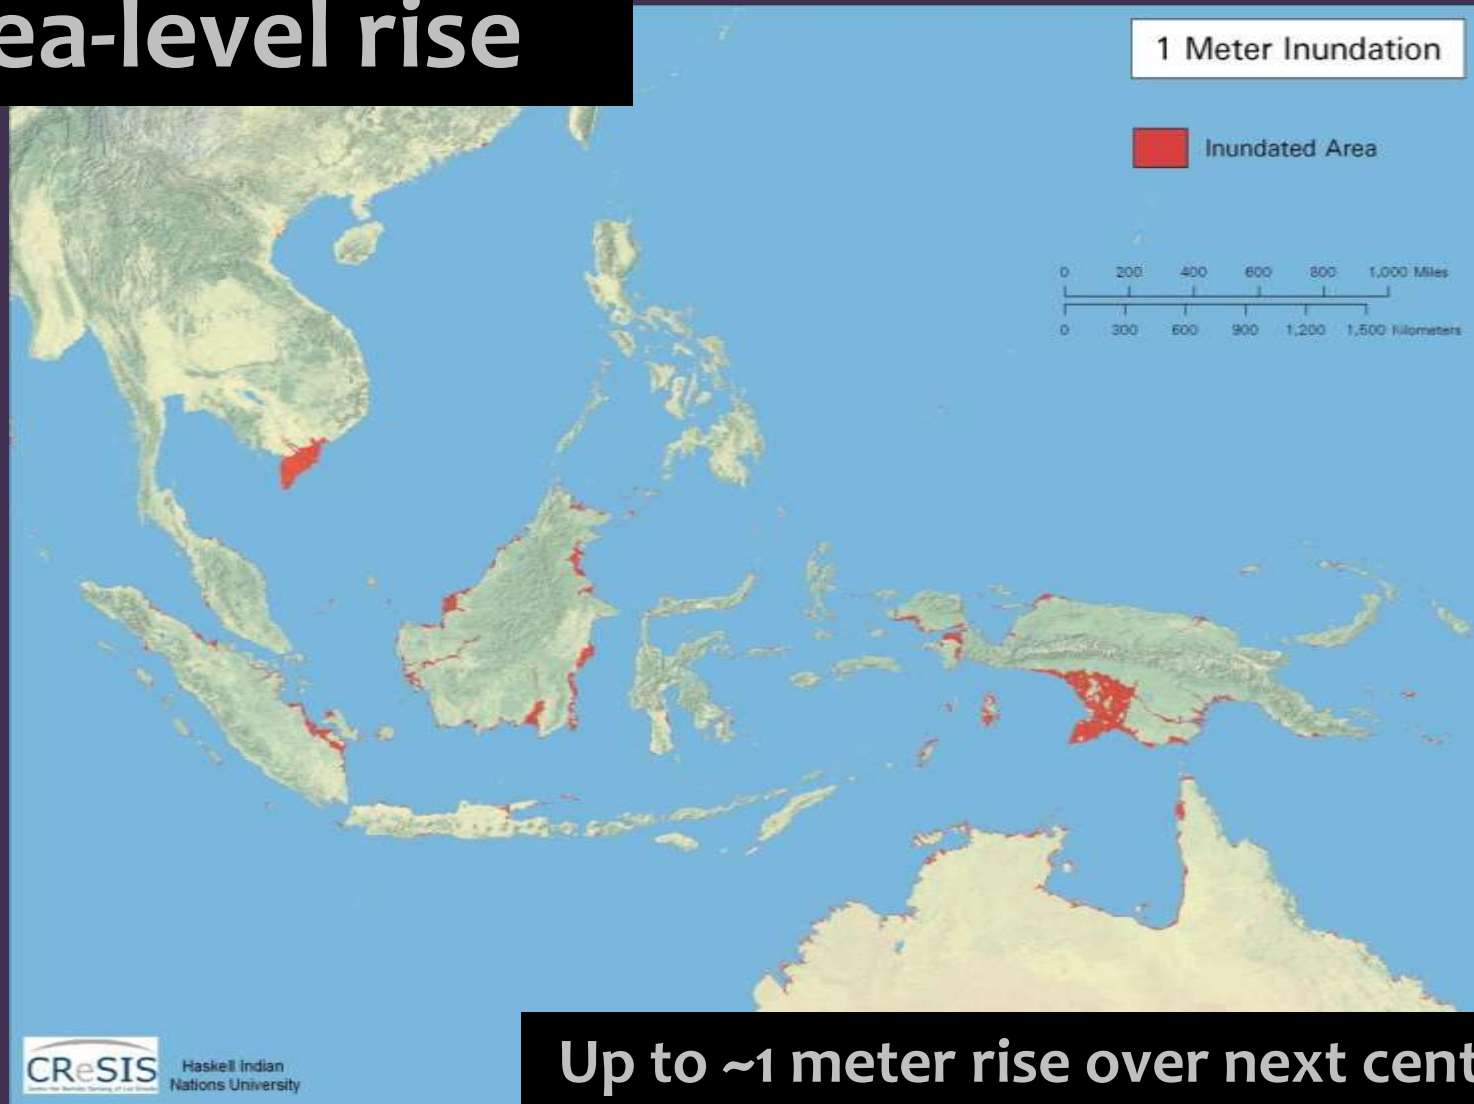 ea-level rise
1 Meter Inundation
Inundated Area
0 200 400 600 800 1,000 Miles
0 300 600 900 1,200 1,500 Kilometers
CReSIS
Haskell Indian
Nations University
Up to ~1 meter rise over next cent